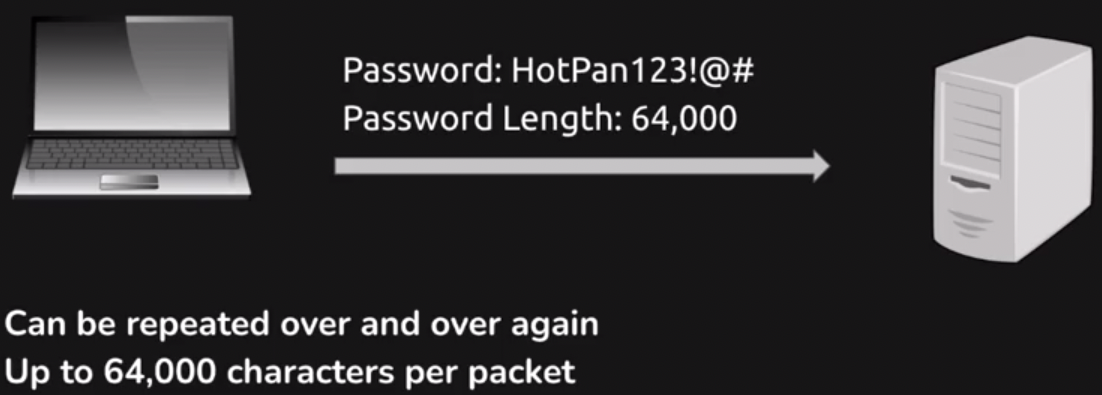 Password: HotPan123!@#
Password Length: 64,000
Can be repeated over and over again
Up to 64,000 characters per packet